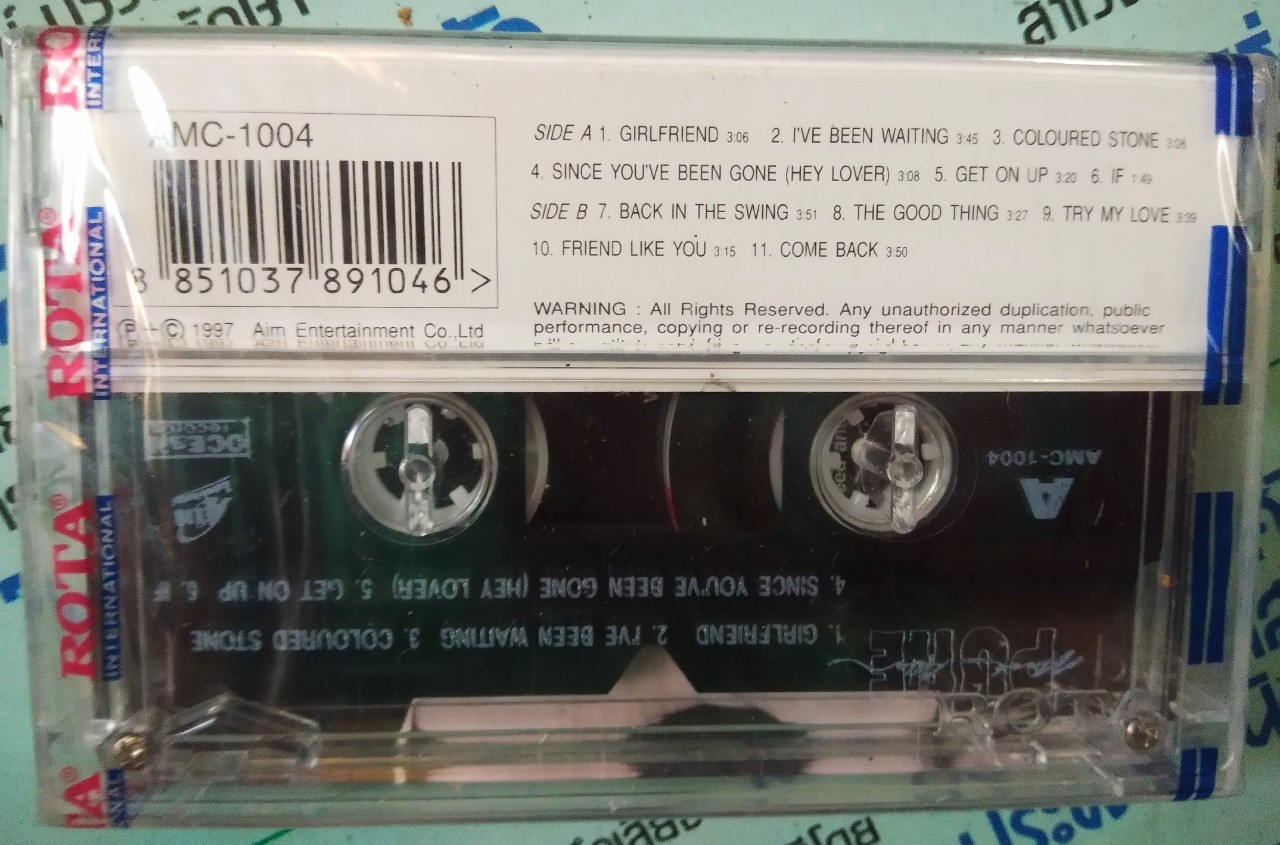 AMC-1004
8 851037 891046 >
Ⓟ-Ⓒ 1997 Aim Entertainment Co.,Ltd
SIDE A 1. GIRLFRIEND 3:06 2. I'VE BEEN WAITING 3:45 3. COLOURED STONE 3:08
4. SINCE YOU'VE BEEN GONE (HEY LOVER) 3:08 5. GET ON UP 3:20 6. IF 1:49
SIDE B 7. BACK IN THE SWING 3:51 8. THE GOOD THING 3:27 9. TRY MY LOVE 3:39
10. FRIEND LIKE YOU 3:15 11. COME BACK 3:50
WARNING : All Rights Reserved. Any unauthorized duplication, public
performance, copying or re-recording thereof in any manner whatsoever
ROTA® INTERNATIONAL
ROTA® INTERNATIONAL
AMC-1004
A
records
Aim
4. SINCE YOU'VE BEEN GONE (HEY LOVER) 5. GET ON UP 6. IF
1. GIRLFRIEND 2. I'VE BEEN WAITING 3. COLOURED STONE
ROTA